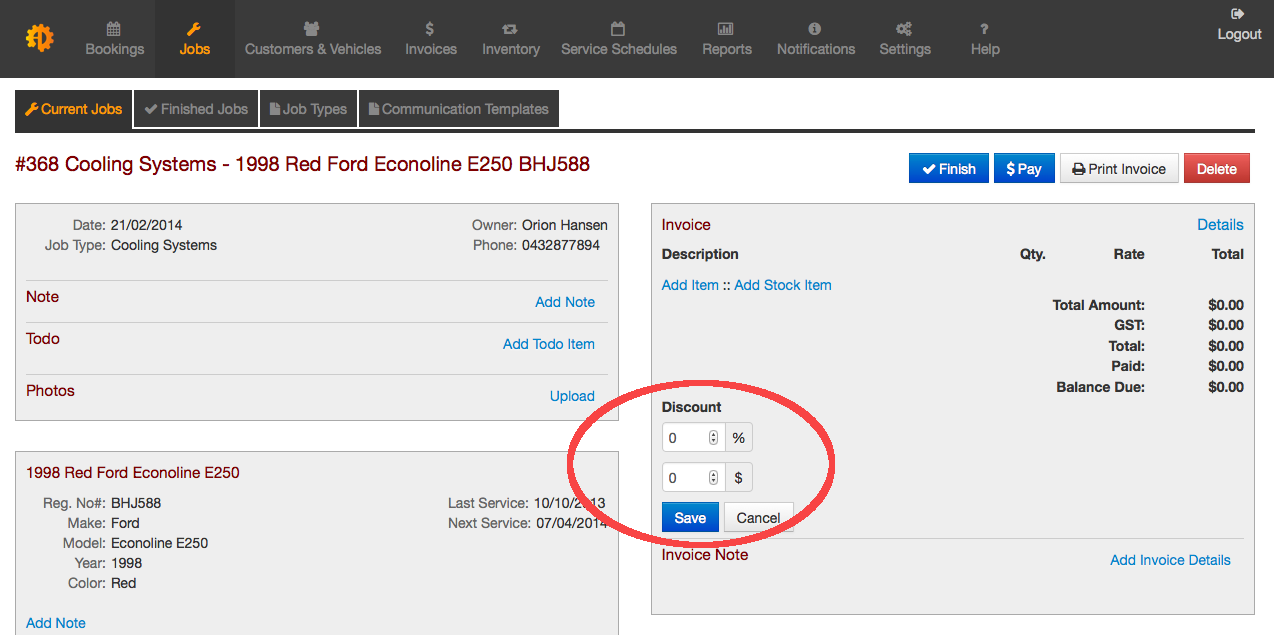 Logout
Bookings Jobs Customers & Vehicles Invoices Inventory Service Schedules Reports Notifications Settings Help
Current Jobs Finished Jobs Job Types Communication Templates
#368 Cooling Systems - 1998 Red Ford Econoline E250 BHJ588
Finish $ Pay Print Invoice Delete
Date: 21/02/2014 Owner: Orion Hansen
Job Type: Cooling Systems Phone: 0432877894
Note
Add Note
Todo
Add Todo Item
Photos
Upload
1998 Red Ford Econoline E250
Reg. No#: BHJ588 Last Service: 10/10/2013
Make: Ford Next Service: 07/04/2014
Model: Econoline E250
Year: 1998
Color: Red
Add Note
Invoice Details
Description Qty. Rate Total
Add Item :: Add Stock Item
Total Amount: $0.00
GST: $0.00
Total: $0.00
Paid: $0.00
Balance Due: $0.00
Discount
0 %
0 $
Save Cancel
Invoice Note
Add Invoice Details